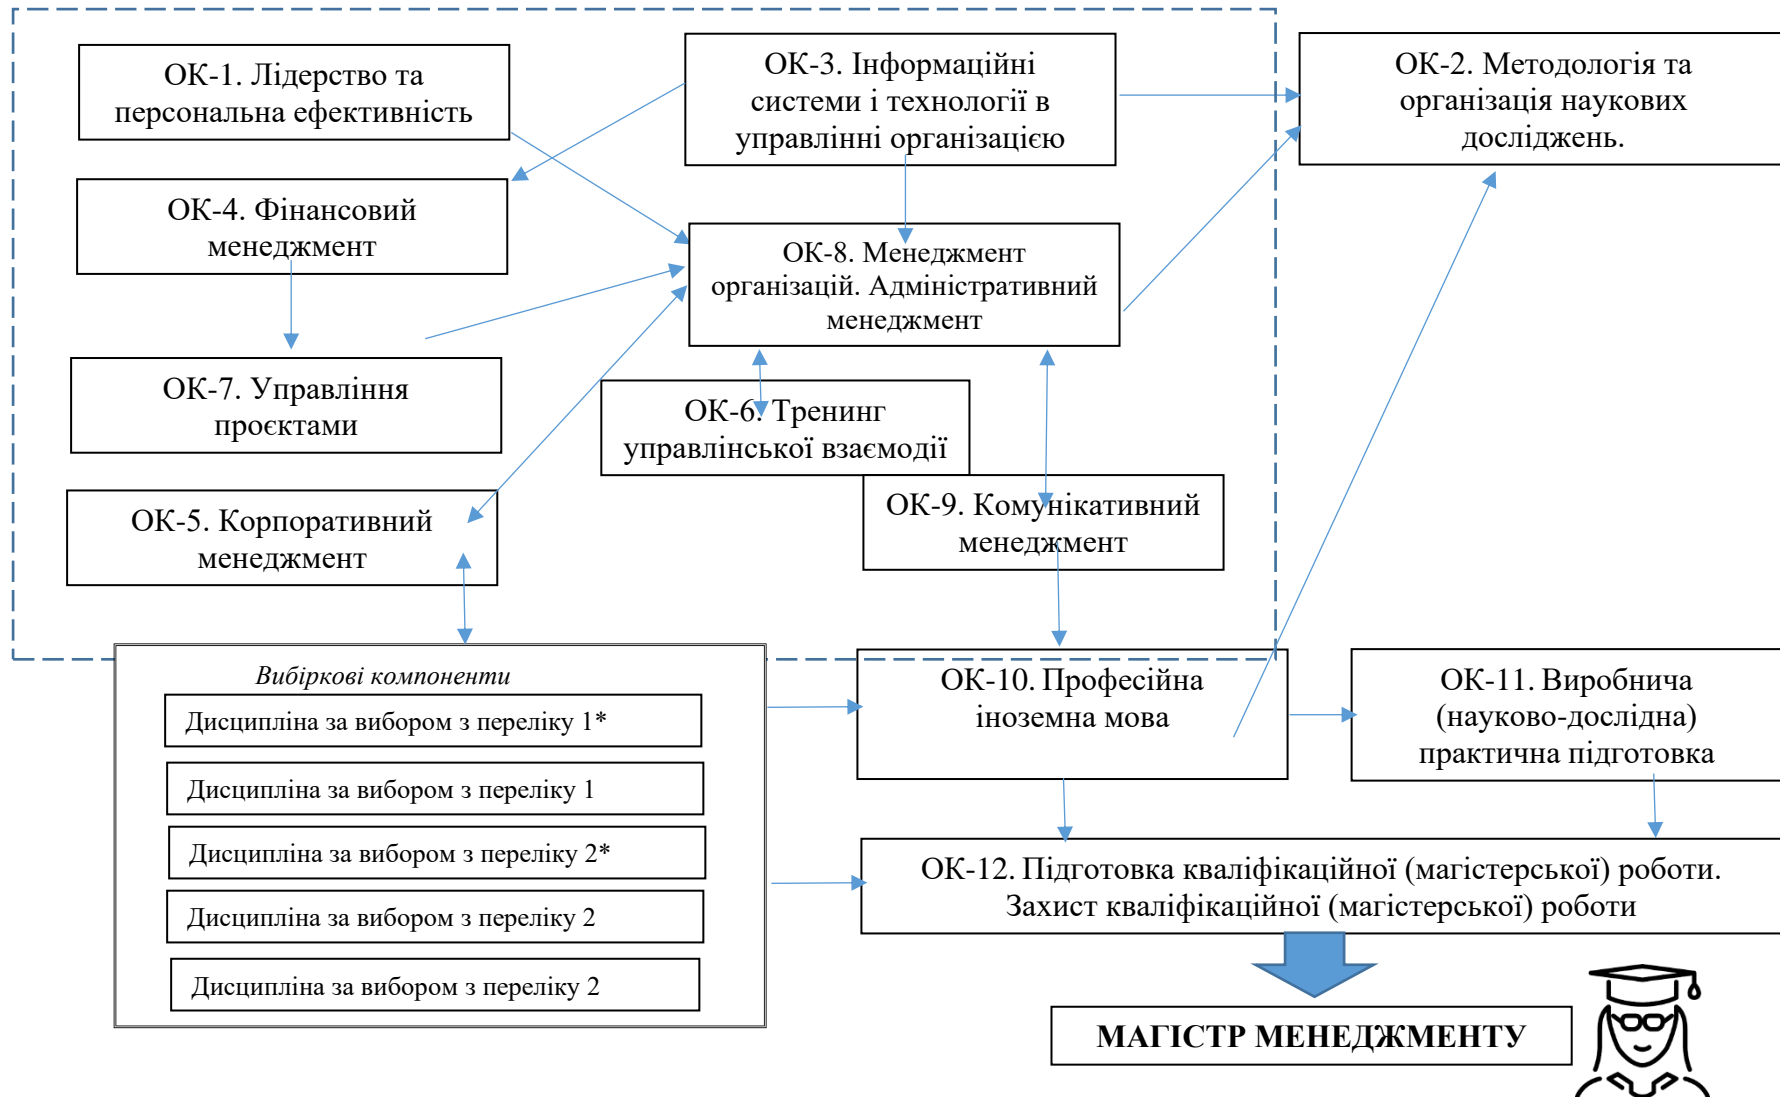 ОК-1. Лідерство та
персональна ефективність
ОК-3. Інформаційні
системи і технології в
управлінні організацією
ОК-2. Методологія та
організація наукових
досліджень.
ОК-4. Фінансовий
менеджмент
ОК-8. Менеджмент
організацій. Адміністративний
менеджмент
ОК-7. Управління
проєктами
ОК-6. Тренинг
управлінської взаємодії
ОК-5. Корпоративний
менеджмент
ОК-9. Комунікативний
менеджмент
Вибіркові компоненти
Дисципліна за вибором з переліку 1*
Дисципліна за вибором з переліку 1
Дисципліна за вибором з переліку 2*
Дисципліна за вибором з переліку 2
Дисципліна за вибором з переліку 2
ОК-10. Професійна
іноземна мова
ОК-11. Виробнича
(науково-дослідна)
практична підготовка
ОК-12. Підготовка кваліфікаційної (магістерської) роботи.
Захист кваліфікаційної (магістерської) роботи
МАГІСТР МЕНЕДЖМЕНТУ